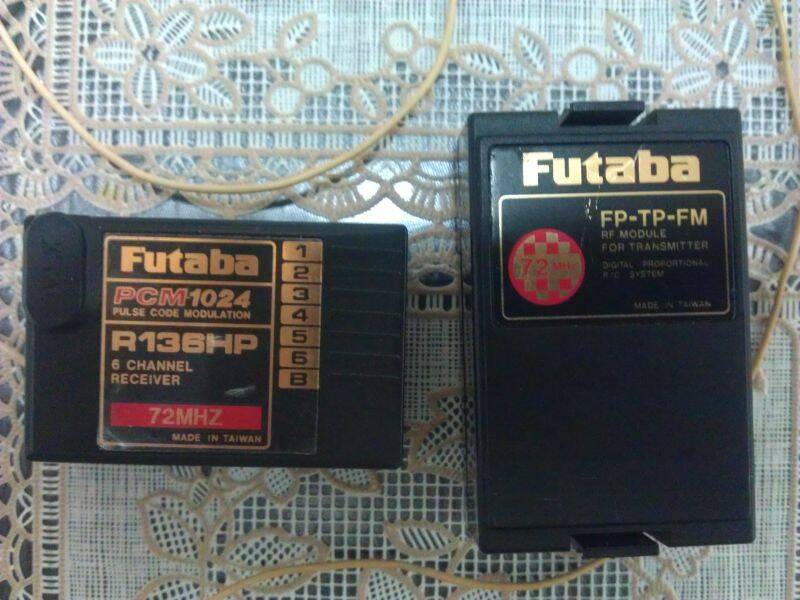 Futaba
PCM1024
PULSE CODE MODULATION
R136HP
6 CHANNEL
RECEIVER
72MHZ
MADE IN TAIWAN
1
2
3
4
5
6
B
Futaba
FP-TP-FM
RF MODULE
FOR TRANSMITTER
72MHz
DIGITAL PROPORTIONAL
R/C SYSTEM
MADE IN TAIWAN